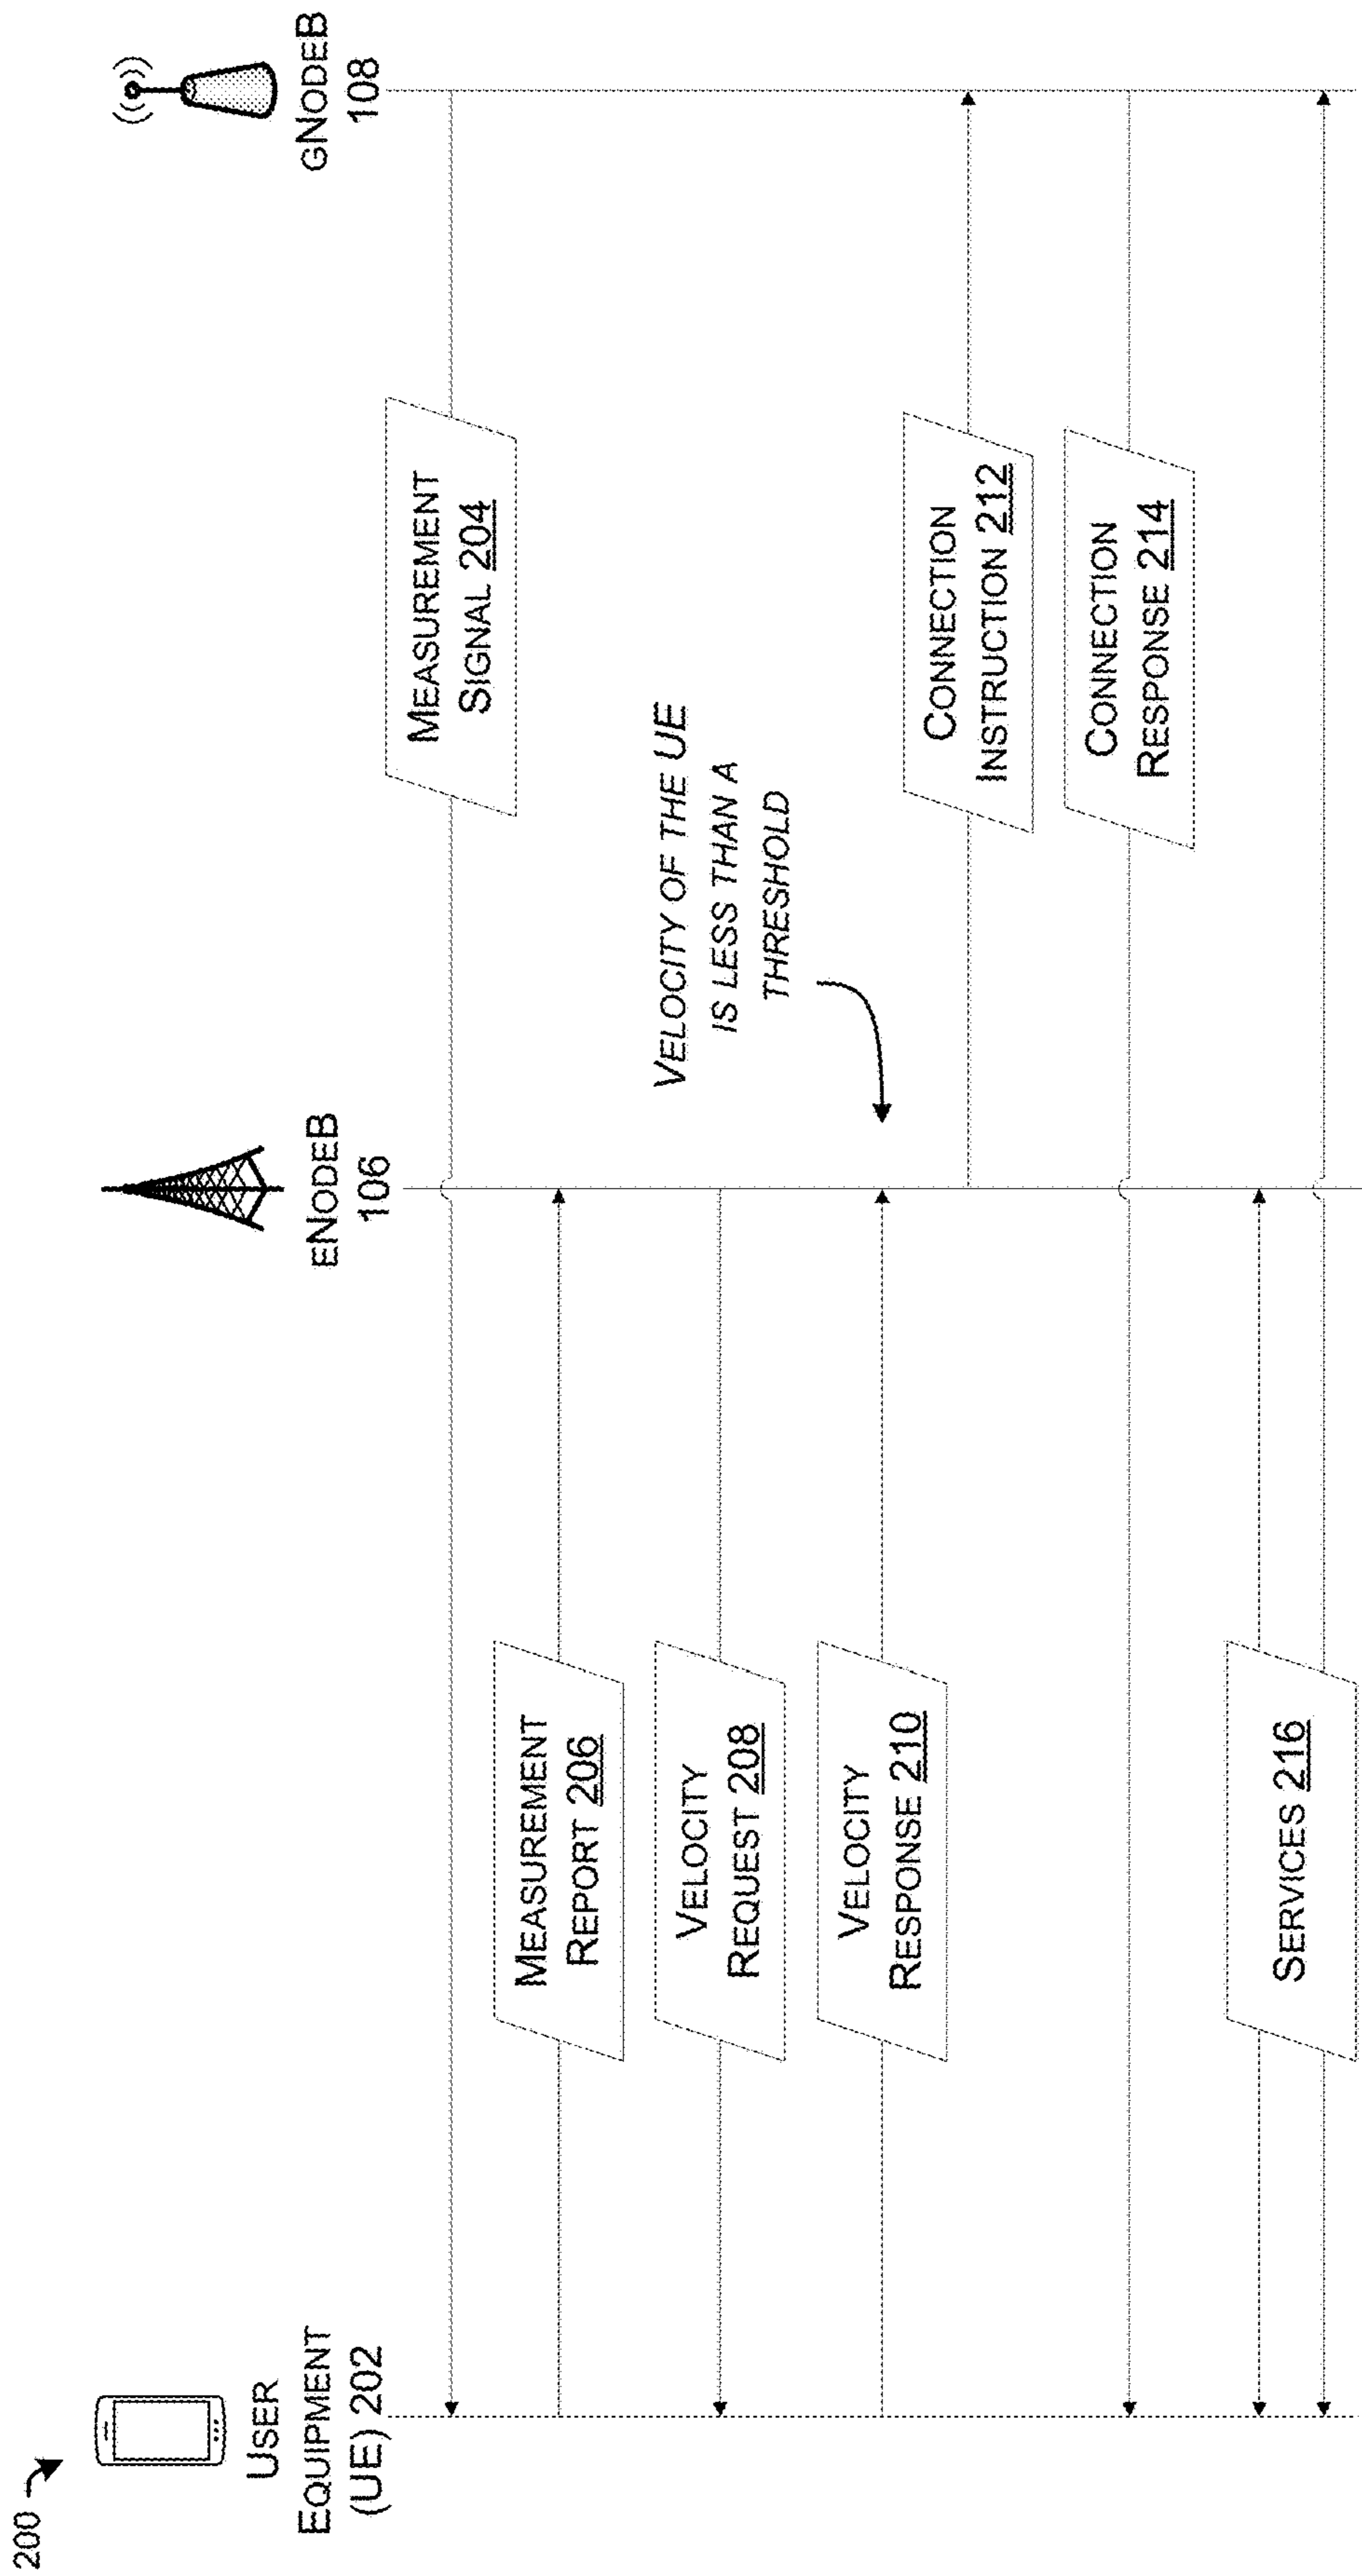 200
USER
EQUIPMENT
(UE) 202
ENODEB
106
GNODEB
108
MEASUREMENT
SIGNAL 204
MEASUREMENT
REPORT 206
VELOCITY
REQUEST 208
VELOCITY
RESPONSE 210
VELOCITY OF THE UE
IS LESS THAN A
THRESHOLD
CONNECTION
INSTRUCTION 212
CONNECTION
RESPONSE 214
SERVICES 216